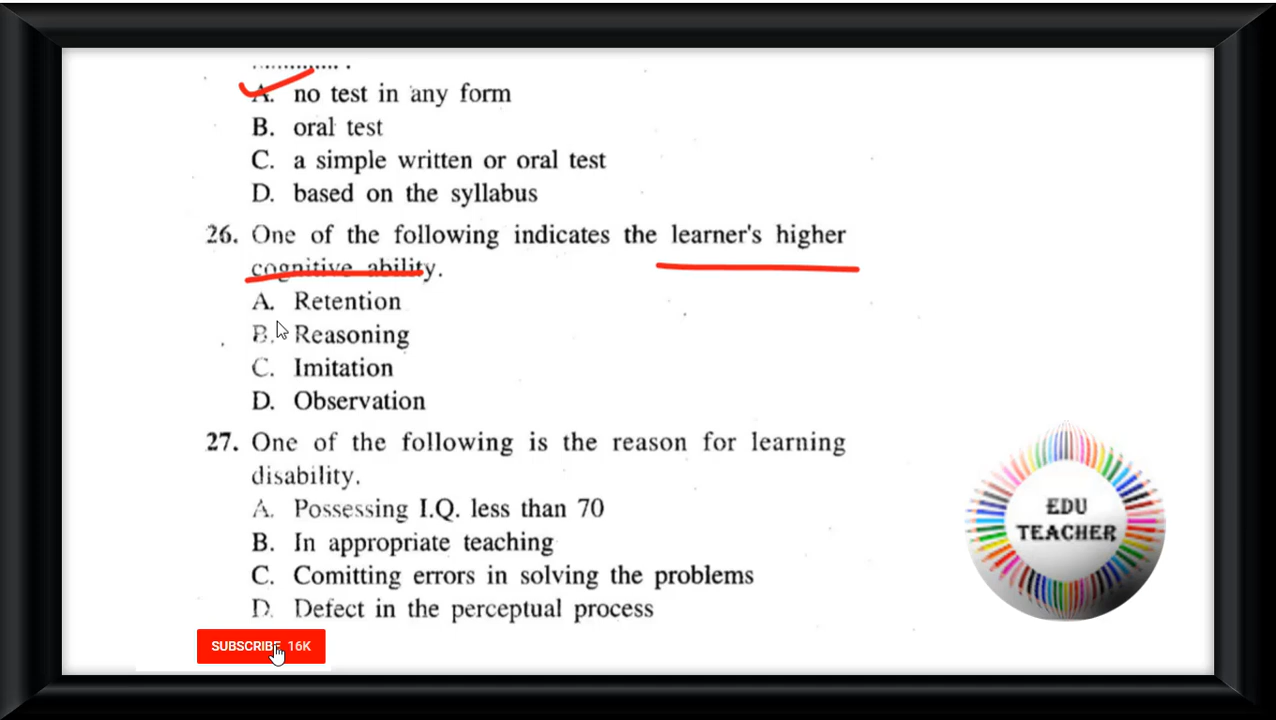 ............. .
A. no test in any form
B. oral test
C. a simple written or oral test
D. based on the syllabus
26. One of the following indicates the learner's higher
cognitive ability.
A. Retention
B. Reasoning
C. Imitation
D. Observation
27. One of the following is the reason for learning
disability.
A. Possessing I.Q. less than 70
B. In appropriate teaching
C. Comitting errors in solving the problems
D. Defect in the perceptual process
EDU
TEACHER
SUBSCRIBE 16K